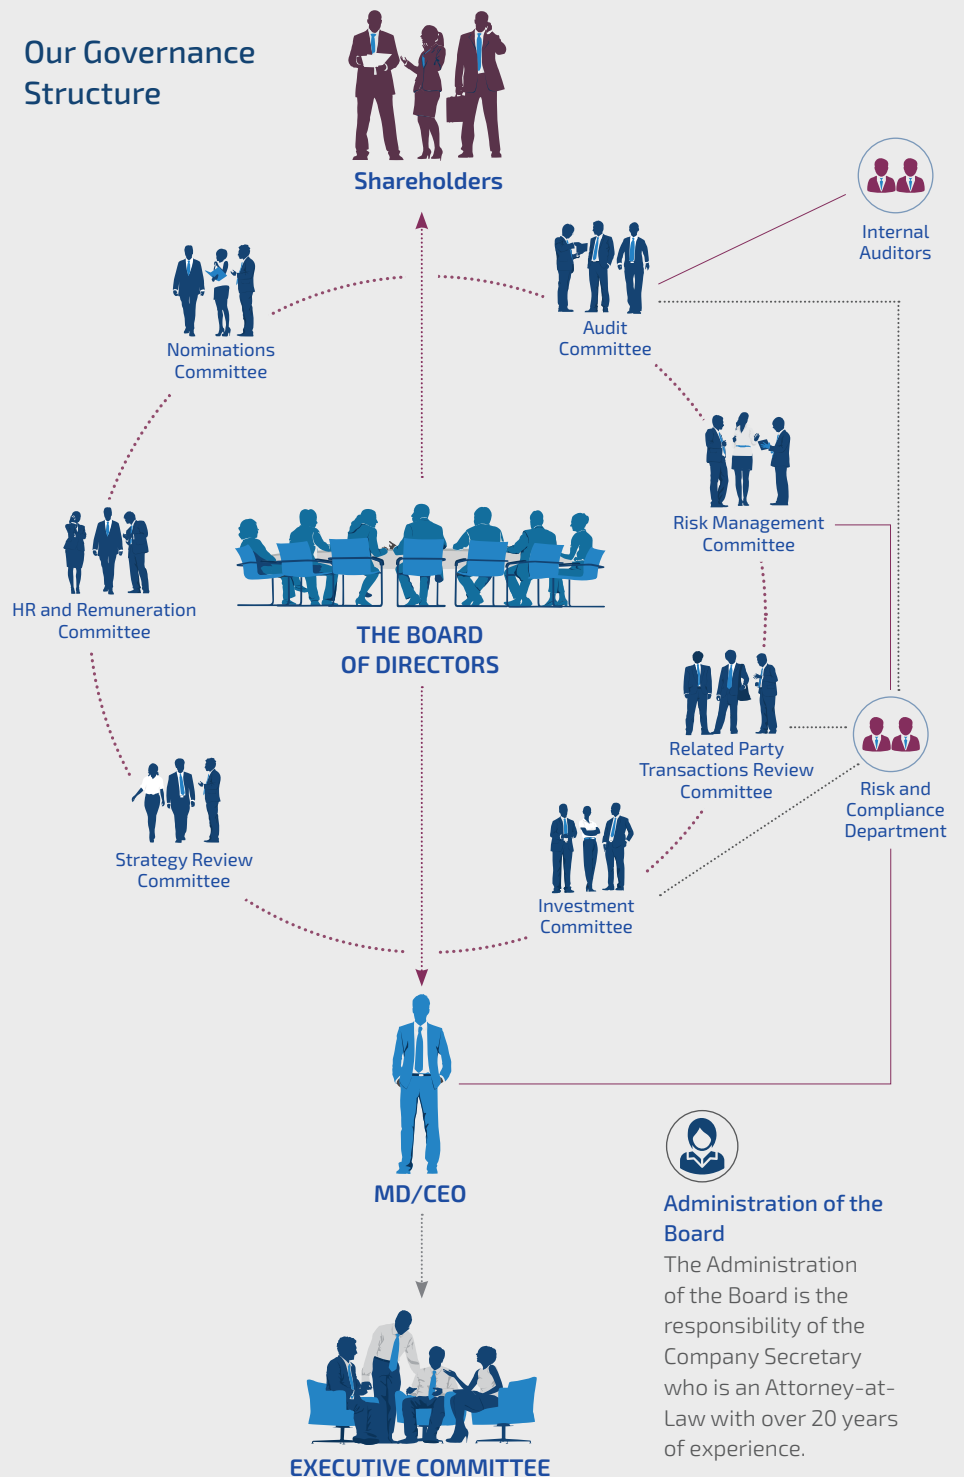 Our Governance
Structure
Shareholders
Internal
Auditors
Audit
Committee
Nominations
Committee
Risk Management
Committee
HR and Remuneration
Committee
THE BOARD
OF DIRECTORS
Related Party
Transactions Review
Committee
Risk and
Compliance
Department
Strategy Review
Committee
Investment
Committee
MD/CEO
Administration of the
Board
The Administration
of the Board is the
responsibility of the
Company Secretary
who is an Attorney-at-
Law with over 20 years
of experience.
EXECUTIVE COMMITTEE